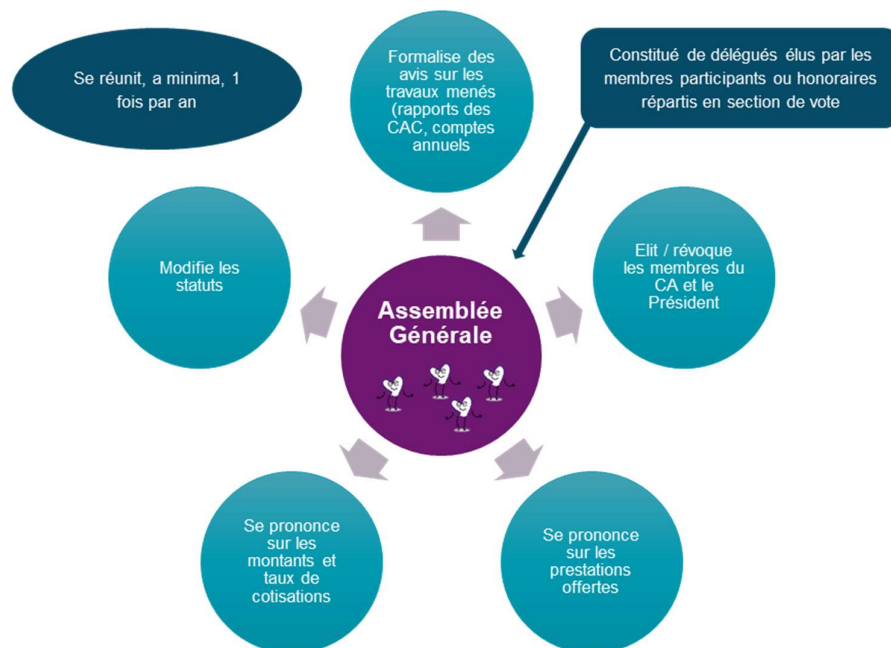 Se réunit, a minima, 1
fois par an
Formalise des
avis sur les
travaux menés
(rapports des
CAC, comptes
annuels
Constitué de délégués élus par les
membres participants ou honoraires
répartis en section de vote
Modifie les
statuts
Elit / révoque
les membres du
CA et le
Président
Assemblée
Générale
Se prononce
sur les
montants et
taux de
cotisations
Se prononce
sur les
prestations
offertes